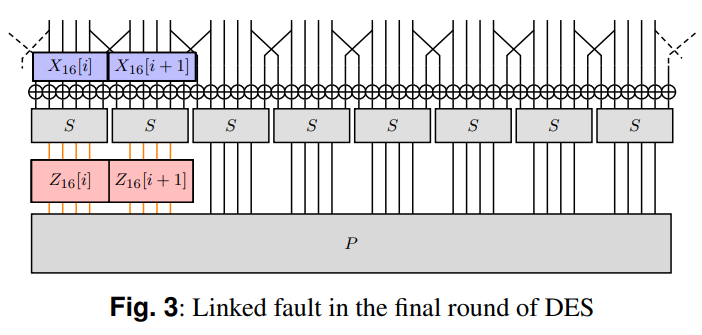 X₁₆[i] X₁₆[i + 1]
S S S S S S S S
Z₁₆[i] Z₁₆[i + 1]
P
Fig. 3: Linked fault in the final round of DES